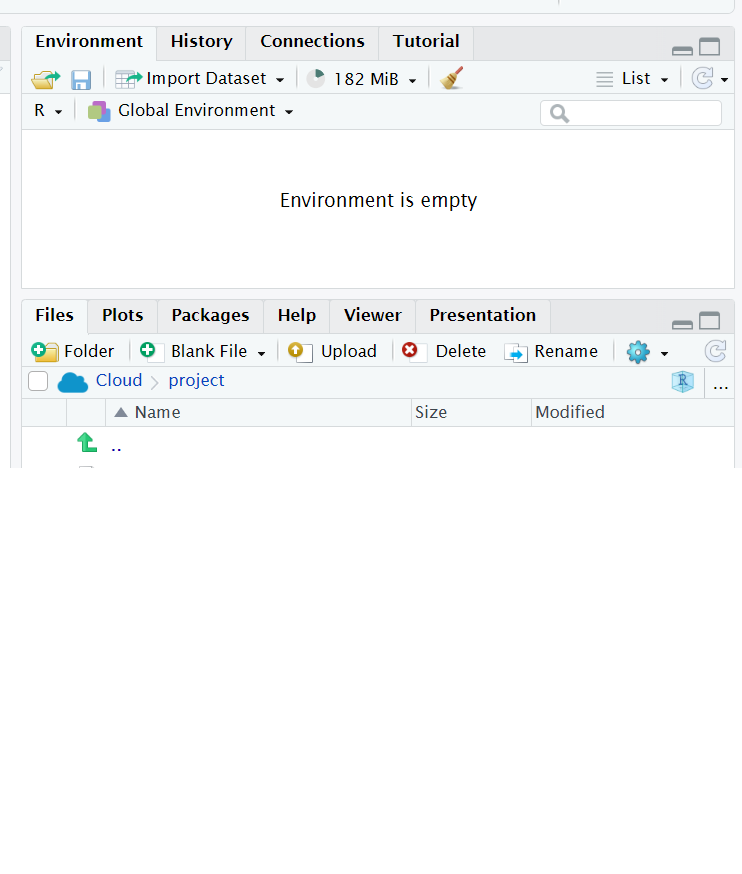 Environment History Connections Tutorial
Import Dataset 182 MiB List
R Global Environment
Environment is empty
Files Plots Packages Help Viewer Presentation
Folder Blank File Upload Delete Rename
Cloud project R ...
Name Size Modified
..